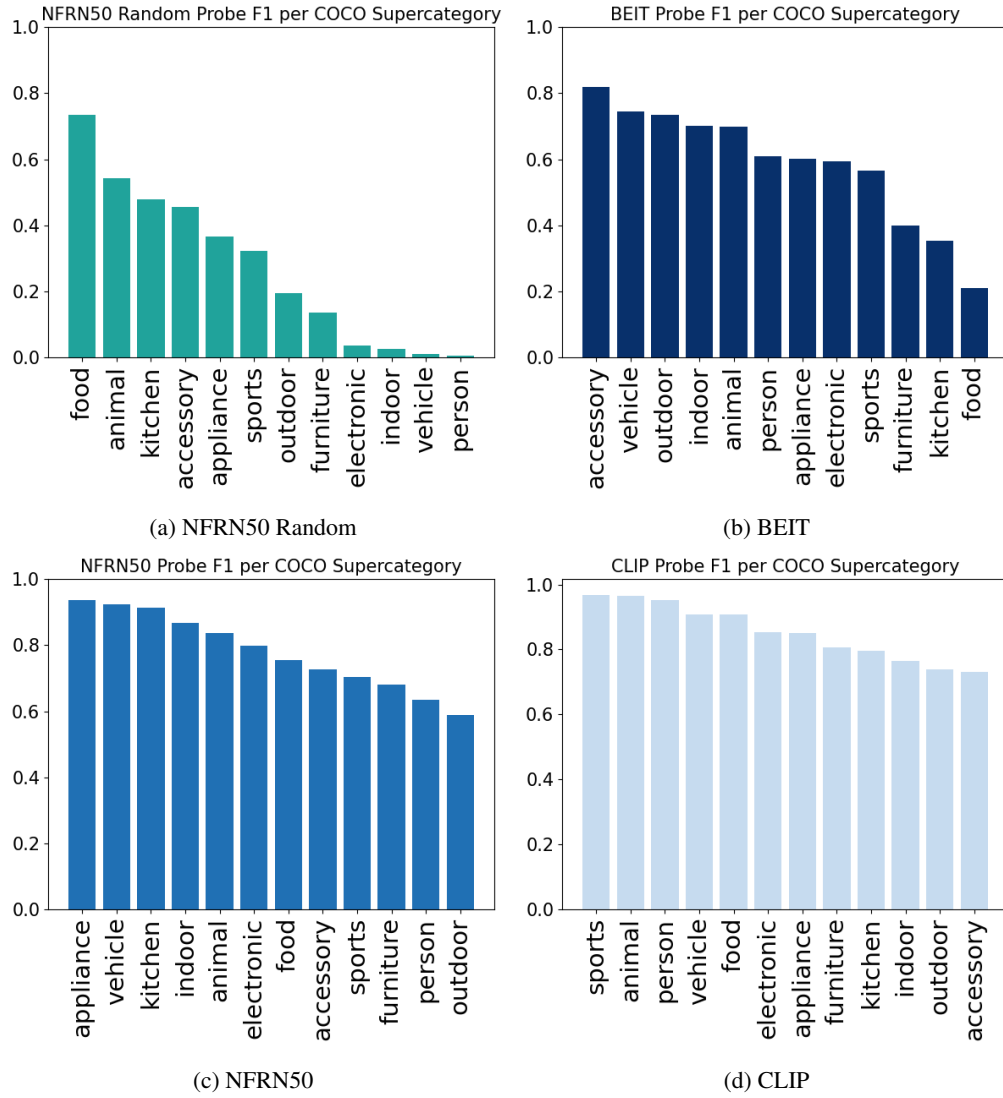 NFRN50 Random Probe F1 per COCO Supercategory
1.0
0.8
0.6
0.4
0.2
0.0
food
animal
kitchen
accessory
appliance
sports
outdoor
furniture
electronic
indoor
vehicle
person
(a) NFRN50 Random
BEIT Probe F1 per COCO Supercategory
1.0
0.8
0.6
0.4
0.2
0.0
accessory
vehicle
outdoor
indoor
animal
person
appliance
electronic
sports
furniture
kitchen
food
(b) BEIT
NFRN50 Probe F1 per COCO Supercategory
1.0
0.8
0.6
0.4
0.2
0.0
appliance
vehicle
kitchen
indoor
animal
electronic
food
accessory
sports
furniture
person
outdoor
(c) NFRN50
CLIP Probe F1 per COCO Supercategory
1.0
0.8
0.6
0.4
0.2
0.0
sports
animal
person
vehicle
food
electronic
appliance
furniture
kitchen
indoor
outdoor
accessory
(d) CLIP